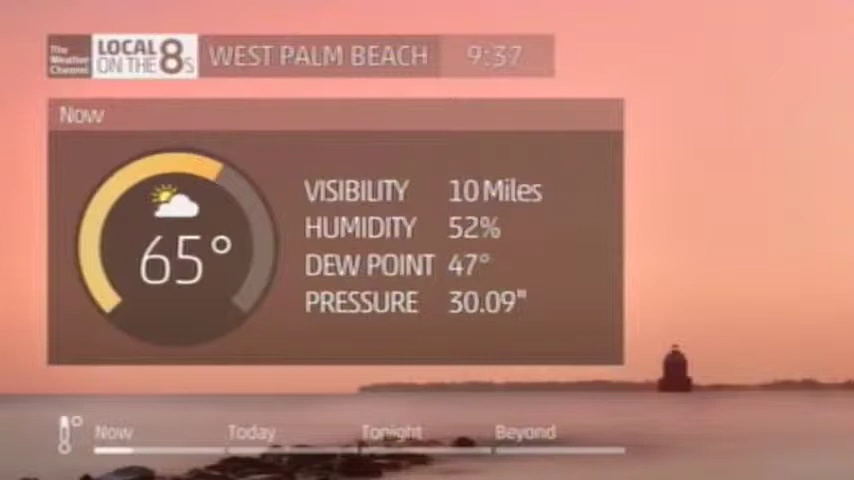 The Weather Channel
LOCAL ON THE 8s
WEST PALM BEACH 9:37
Now
65°
VISIBILITY 10 Miles
HUMIDITY 52%
DEW POINT 47°
PRESSURE 30.09"
Now Today Tonight Beyond